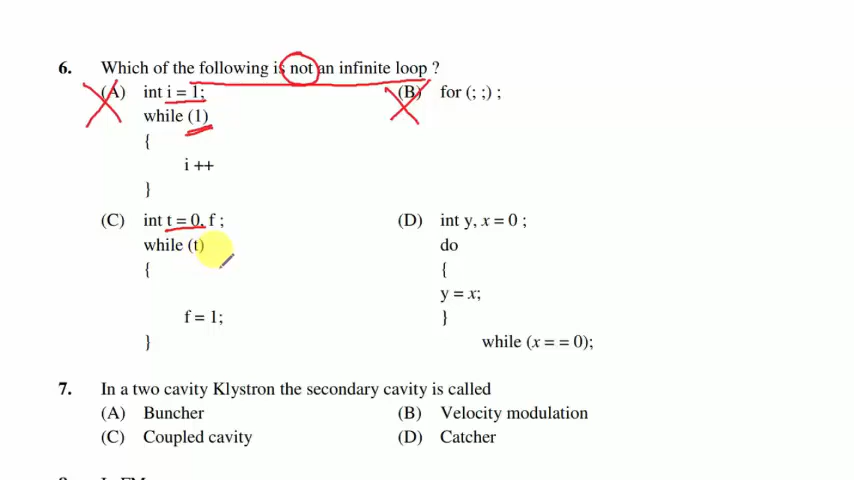 6. Which of the following is not an infinite loop ?
(A) int i = 1; (B) for (; ;) ;
while (1)
{
i ++
}
(C) int t = 0, f ; (D) int y, x = 0 ;
while (t) do
{ {
y = x;
f = 1; }
} while (x = = 0);
7. In a two cavity Klystron the secondary cavity is called
(A) Buncher (B) Velocity modulation
(C) Coupled cavity (D) Catcher